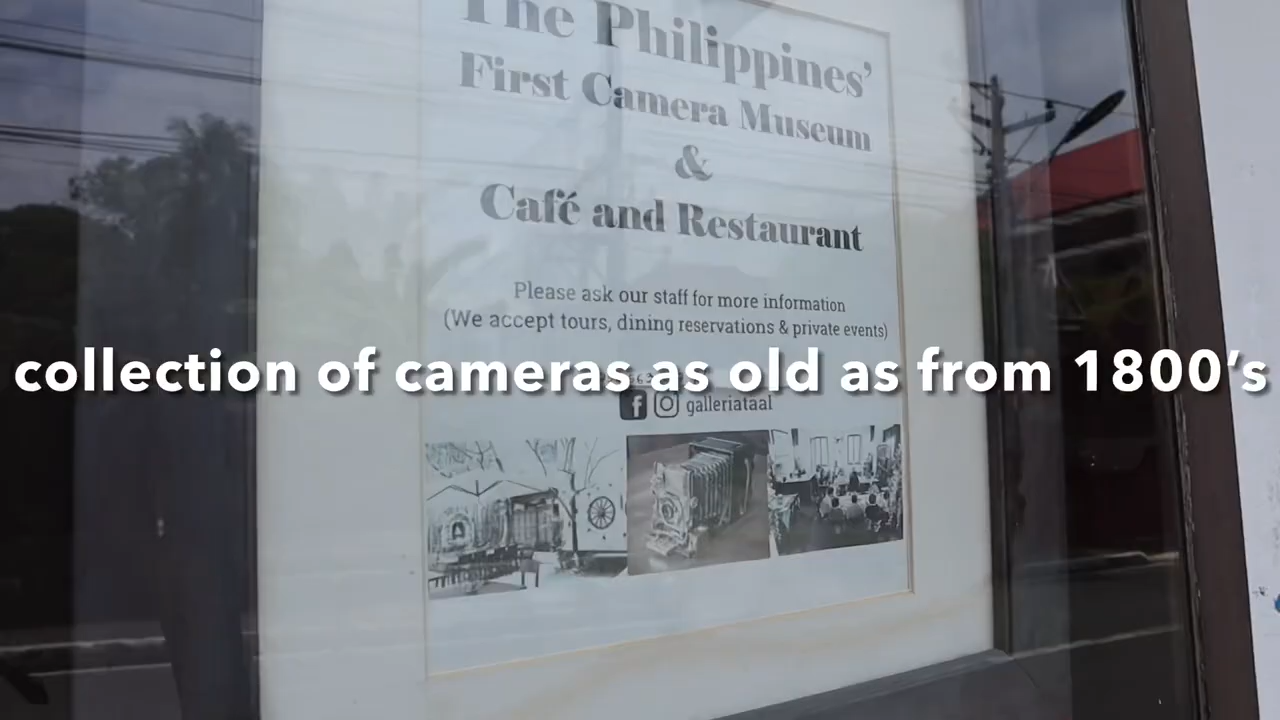 The Philippines'
First Camera Museum
&
Café and Restaurant
Please ask our staff for more information
(We accept tours, dining reservations & private events)
collection of cameras as old as from 1800's
galleriataal